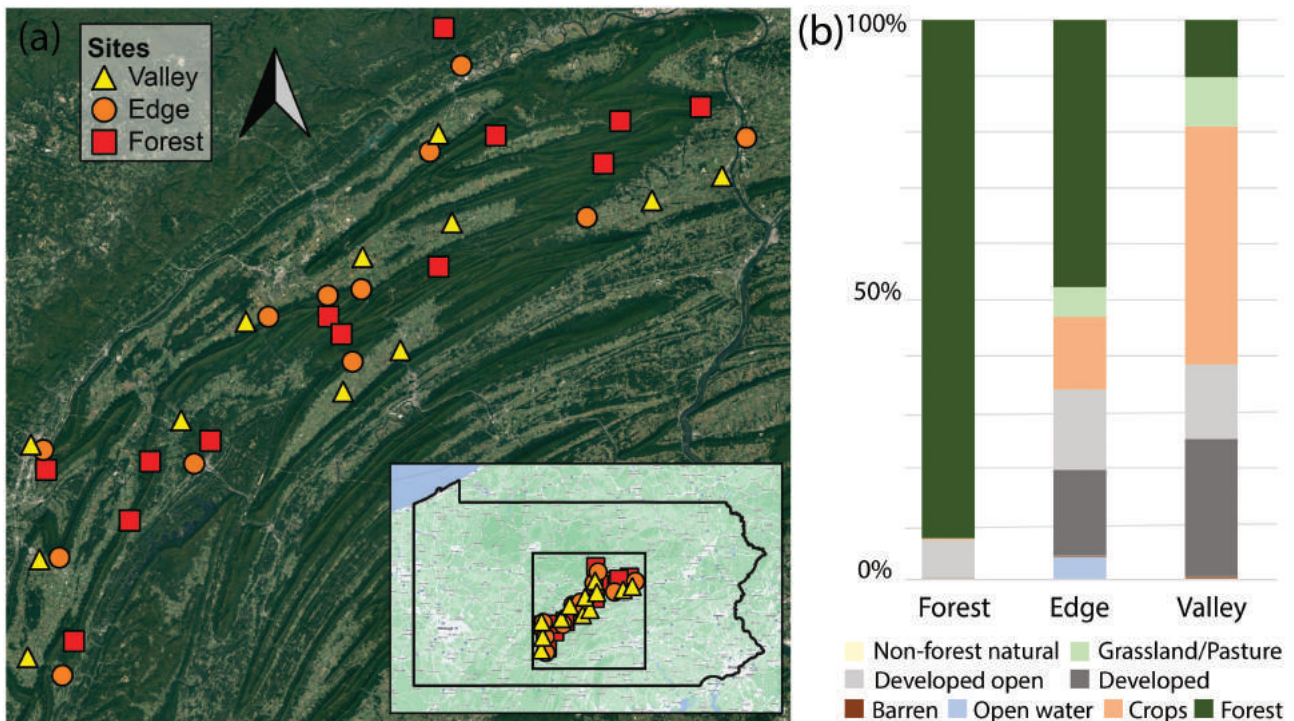 (a)
Sites
Valley
Edge
Forest
(b)
100%
50%
0%
Forest
Edge
Valley
Non-forest natural
Grassland/Pasture
Developed open
Developed
Barren
Open water
Crops
Forest